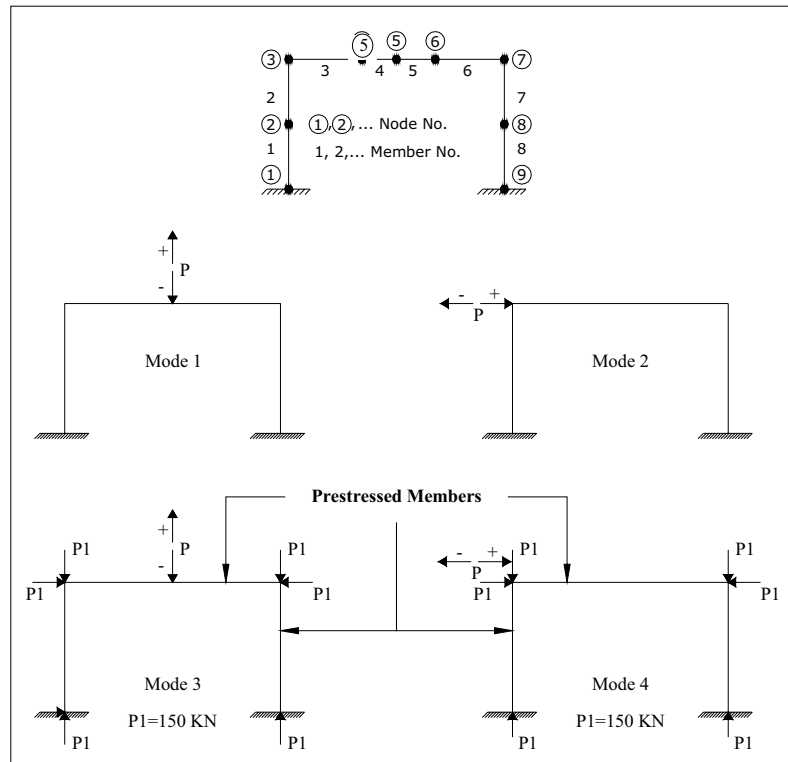 ③ 5 ⑤ ⑥ ⑦
3 4 5 6
2 7
② ①,②,... Node No. ⑧
1 1, 2,... Member No. 8
① ⑨
+ P -
Mode 1
- + P
Mode 2
Prestressed Members
+ P -
P1 P1
P1 P1
Mode 3
P1=150 KN
P1 P1
- + P
P1 P1
P1 P1
Mode 4
P1=150 KN
P1 P1